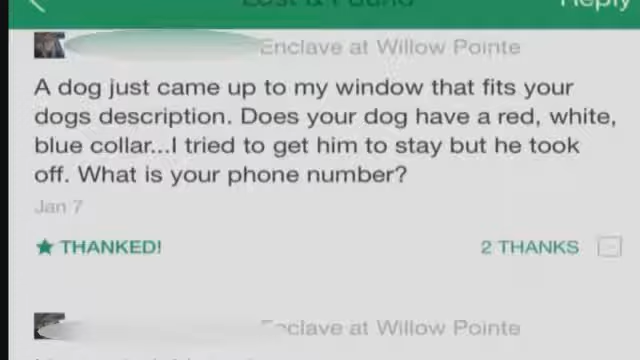 Reply
Enclave at Willow Pointe
A dog just came up to my window that fits your
dogs description. Does your dog have a red, white,
blue collar...I tried to get him to stay but he took
off. What is your phone number?
Jan 7
THANKED!
2 THANKS
Enclave at Willow Pointe